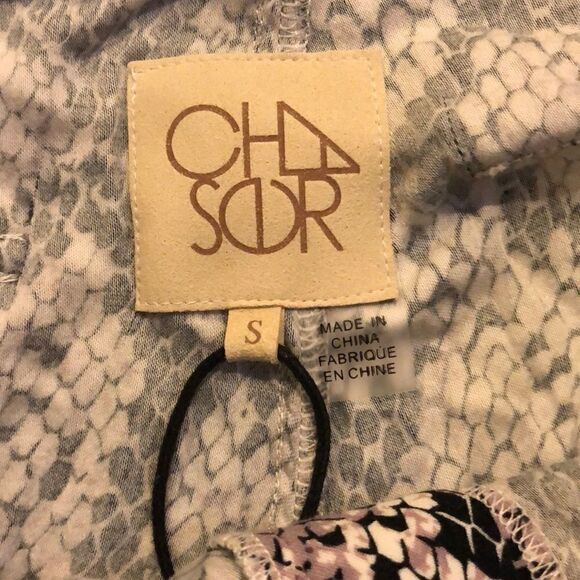 CHA
SER
S
MADE IN
CHINA
FABRIQUE
EN CHINE